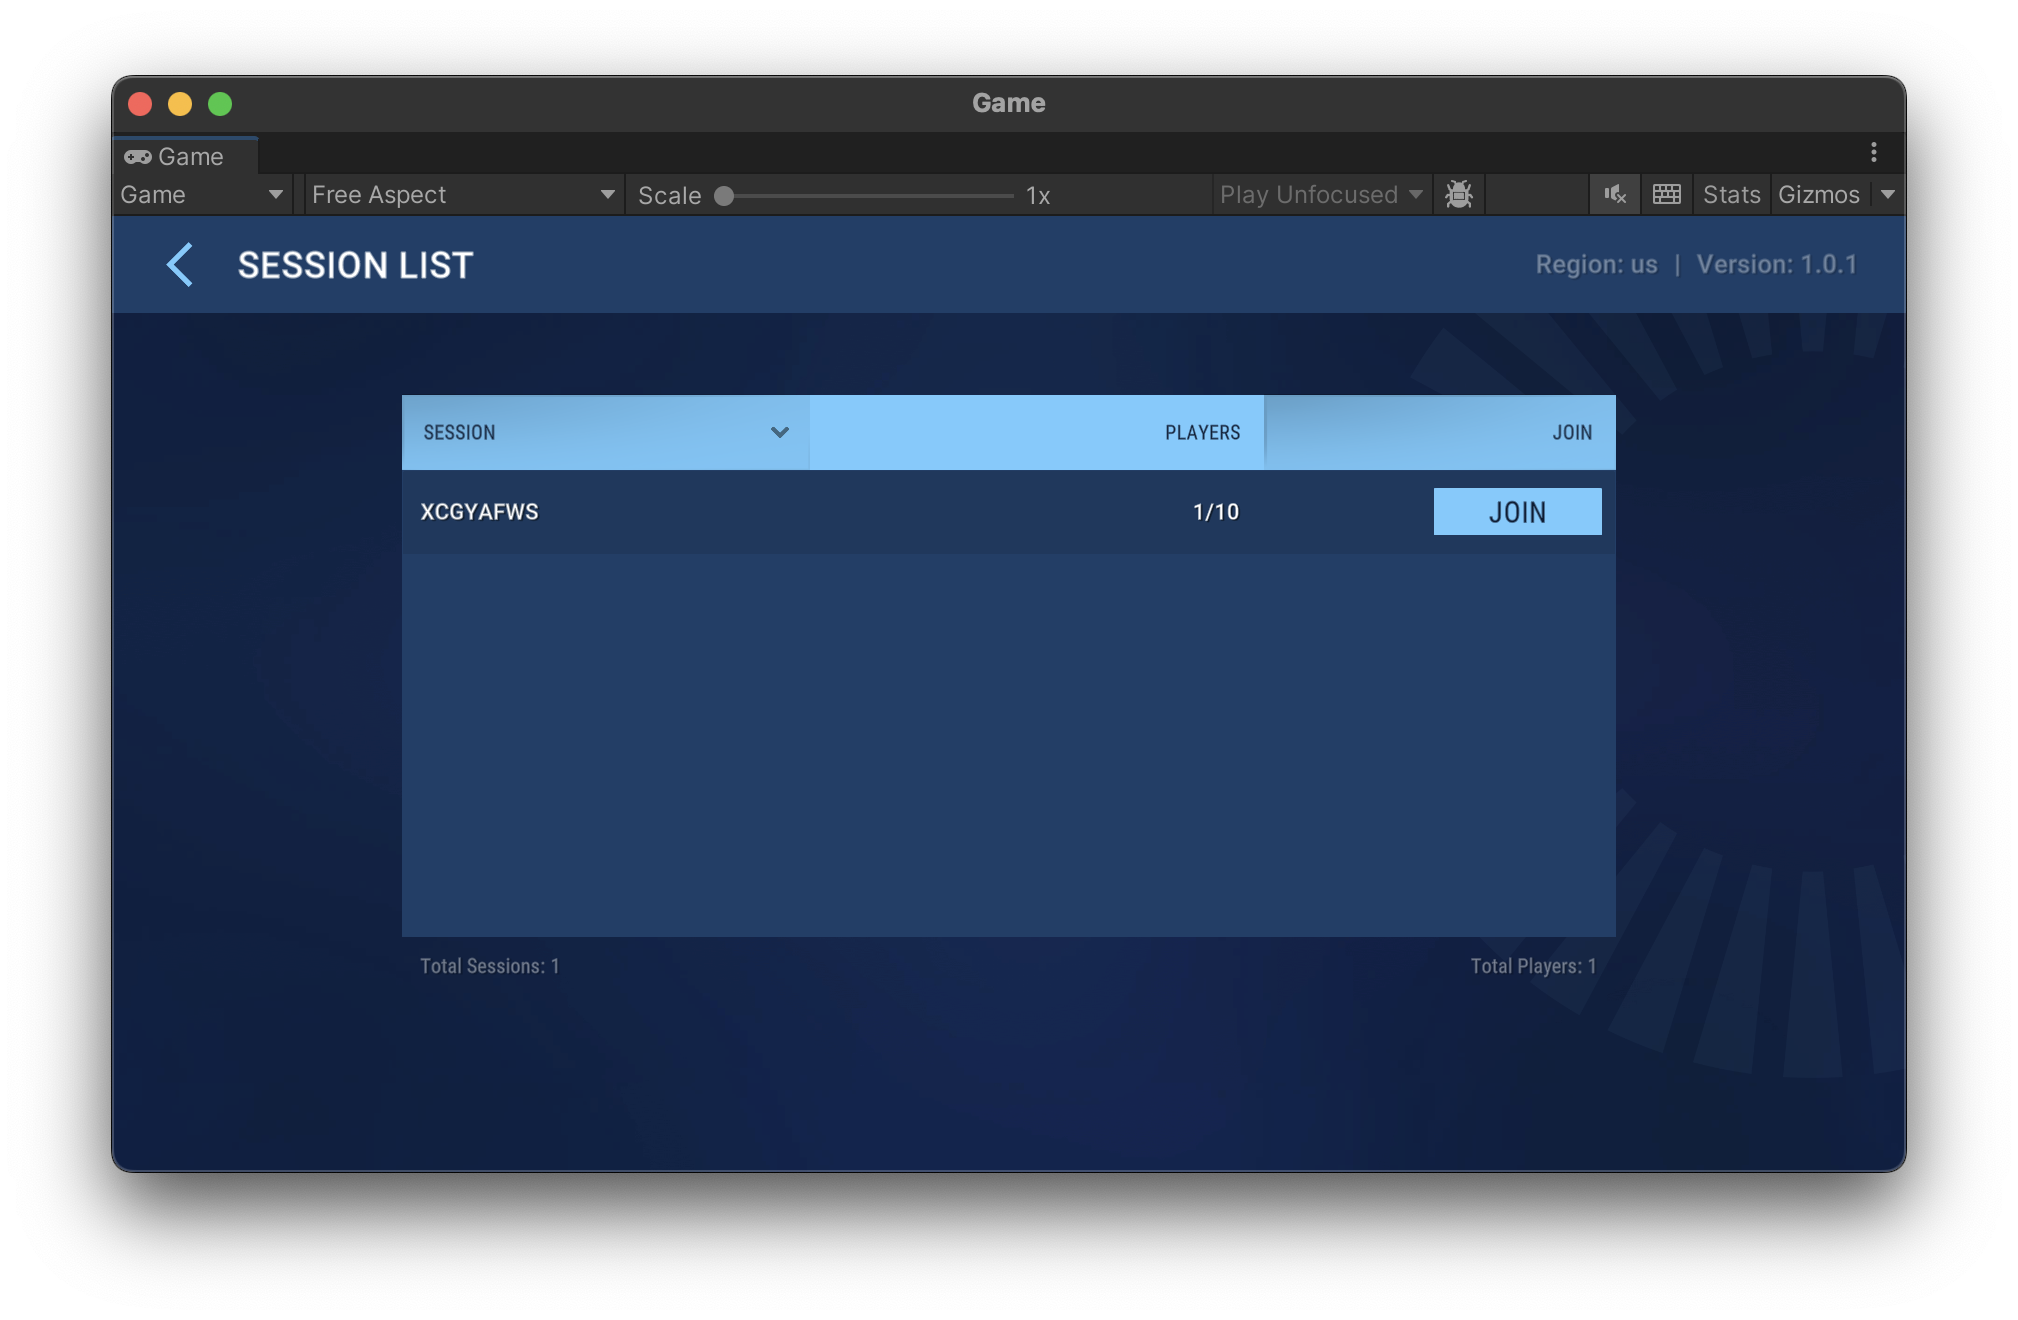 Game
Game
Game Free Aspect Scale 1x Play Unfocused Stats Gizmos
SESSION LIST Region: us | Version: 1.0.1
SESSION PLAYERS JOIN
XCGYAFWS 1/10 JOIN
Total Sessions: 1 Total Players: 1